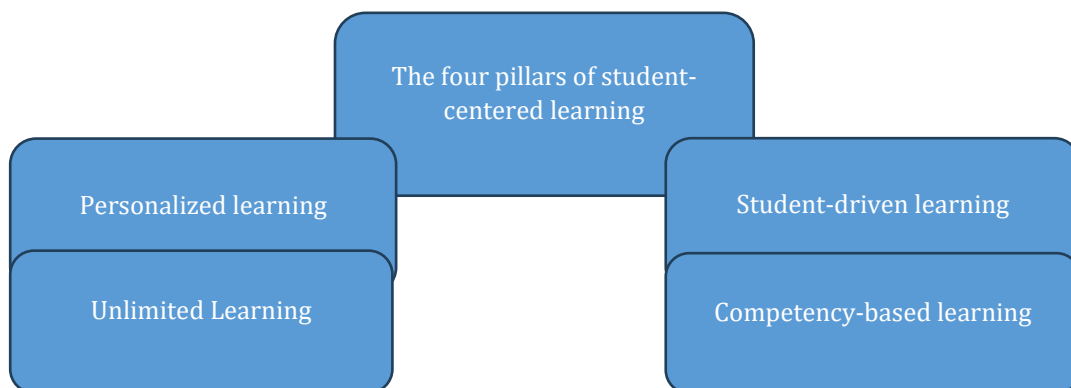 The four pillars of student-
centered learning
Personalized learning
Student-driven learning
Unlimited Learning
Competency-based learning